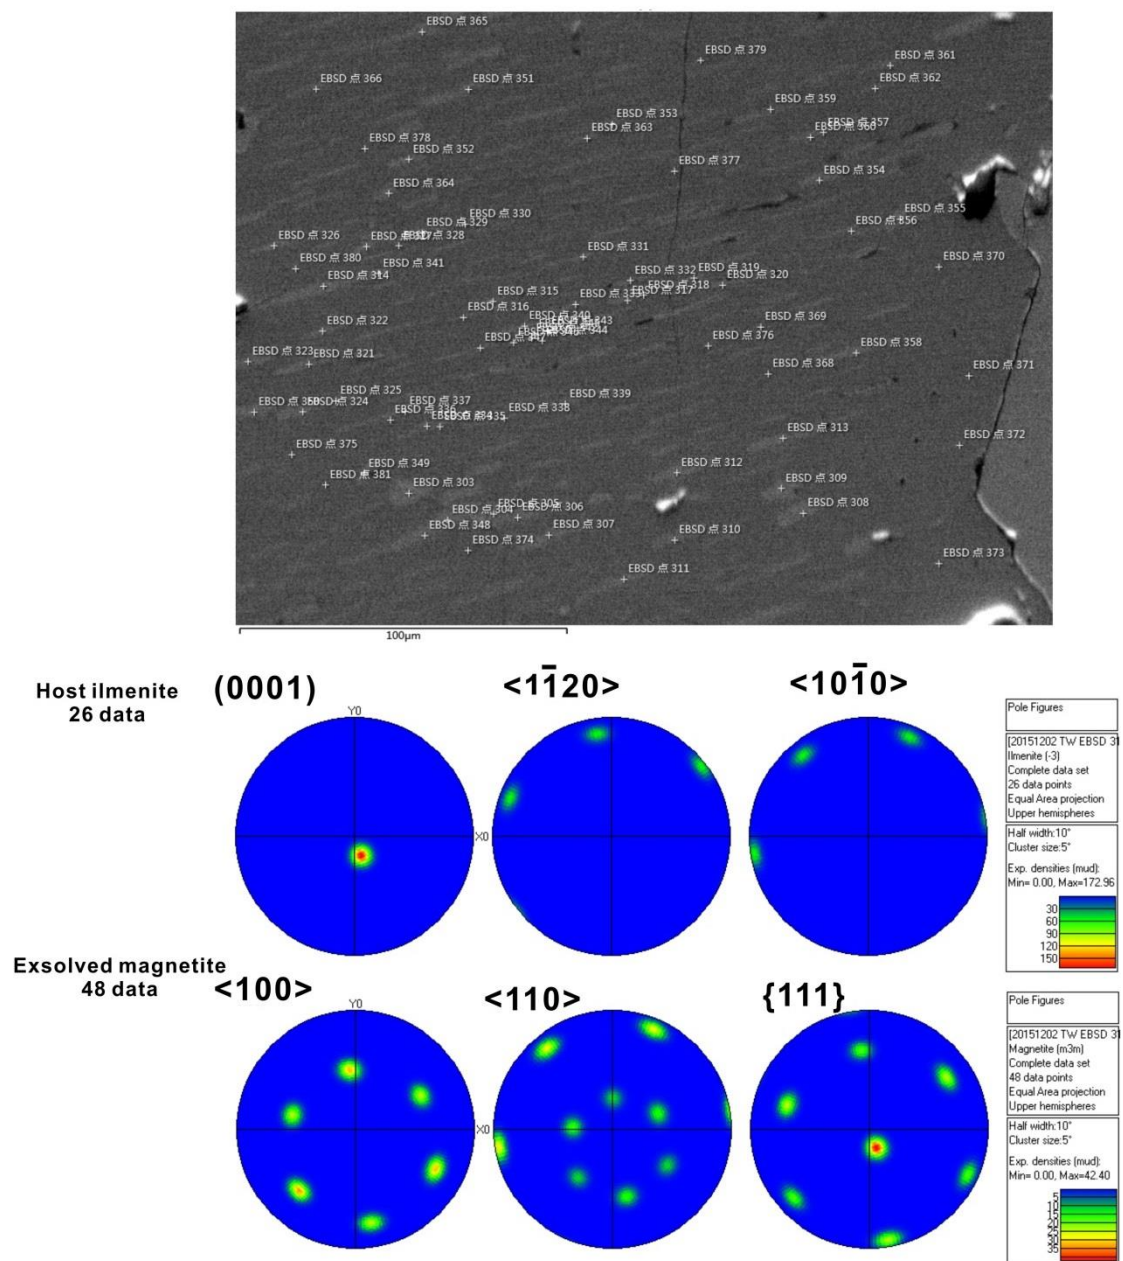 EBSD 点 365
EBSD 点 379
EBSD 点 361
EBSD 点 366
EBSD 点 351
EBSD 点 362
EBSD 点 359
EBSD 点 353
EBSD 点 363
EBSD 点 357
EBSD 点 360
EBSD 点 378
EBSD 点 352
EBSD 点 377
EBSD 点 354
EBSD 点 364
EBSD 点 330
EBSD 点 329
EBSD 点 355
EBSD 点 356
EBSD 点 326
EBSD 点 328
EBSD 点 331
EBSD 点 380
EBSD 点 341
EBSD 点 370
EBSD 点 314
EBSD 点 332
EBSD 点 319
EBSD 点 320
EBSD 点 318
EBSD 点 317
EBSD 点 315
EBSD 点 333
EBSD 点 316
EBSD 点 322
EBSD 点 369
EBSD 点 376
EBSD 点 358
EBSD 点 323
EBSD 点 321
EBSD 点 368
EBSD 点 371
EBSD 点 325
EBSD 点 324
EBSD 点 337
EBSD 点 339
EBSD 点 338
EBSD 点 335
EBSD 点 313
EBSD 点 372
EBSD 点 375
EBSD 点 349
EBSD 点 312
EBSD 点 381
EBSD 点 303
EBSD 点 309
EBSD 点 305
EBSD 点 304
EBSD 点 306
EBSD 点 308
EBSD 点 348
EBSD 点 307
EBSD 点 310
EBSD 点 374
EBSD 点 373
EBSD 点 311
100μm
Host ilmenite
26 data
(0001)
<11̅20>
<101̅0>
Y0
X0
Pole Figures
[20151202 TW EBSD 31
Ilmenite (-3)
Complete data set
26 data points
Equal Area projection
Upper hemispheres
Half width:10°
Cluster size:5°
Exp. densities (mud):
Min= 0.00, Max=172.96
30
60
90
120
150
Exsolved magnetite
48 data
<100>
<110>
{111}
Y0
X0
Pole Figures
[20151202 TW EBSD 31
Magnetite (m3m)
Complete data set
48 data points
Equal Area projection
Upper hemispheres
Half width:10°
Cluster size:5°
Exp. densities (mud):
Min= 0.00, Max=42.40
5
10
15
20
25
30
35